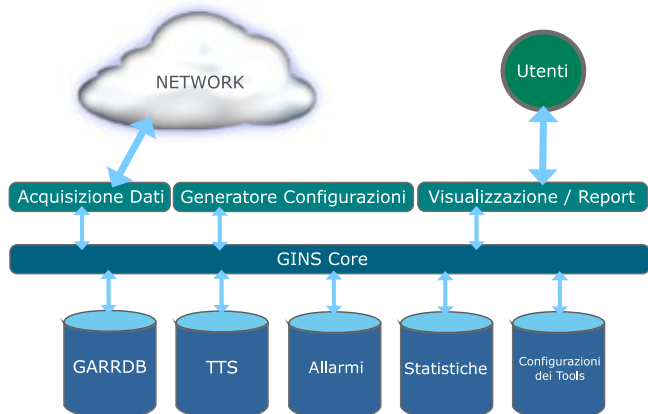 NETWORK
Utenti
Acquisizione Dati
Generatore Configurazioni
Visualizzazione / Report
GINS Core
GARRDB
TTS
Allarmi
Statistiche
Configurazioni
dei Tools